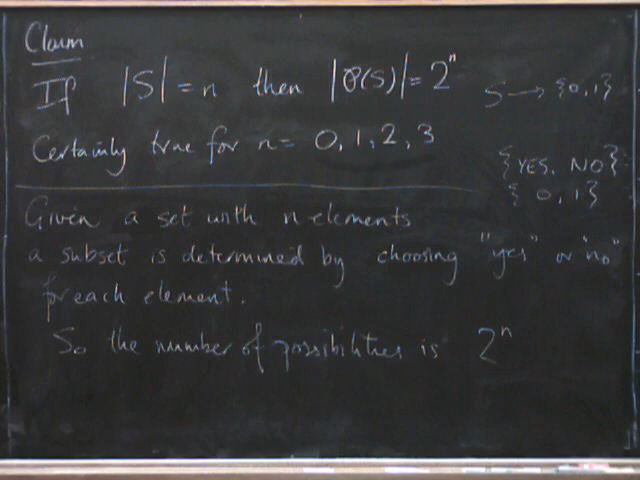 Claim
If |S| = n then |℘(S)| = 2ⁿ
S → {0,1}
Certainly true for n = 0, 1, 2, 3
{YES, NO}
{0, 1}
Given a set with n elements
a subset is determined by choosing "yes" or "no"
for each element.
So the number of possibilities is 2ⁿ